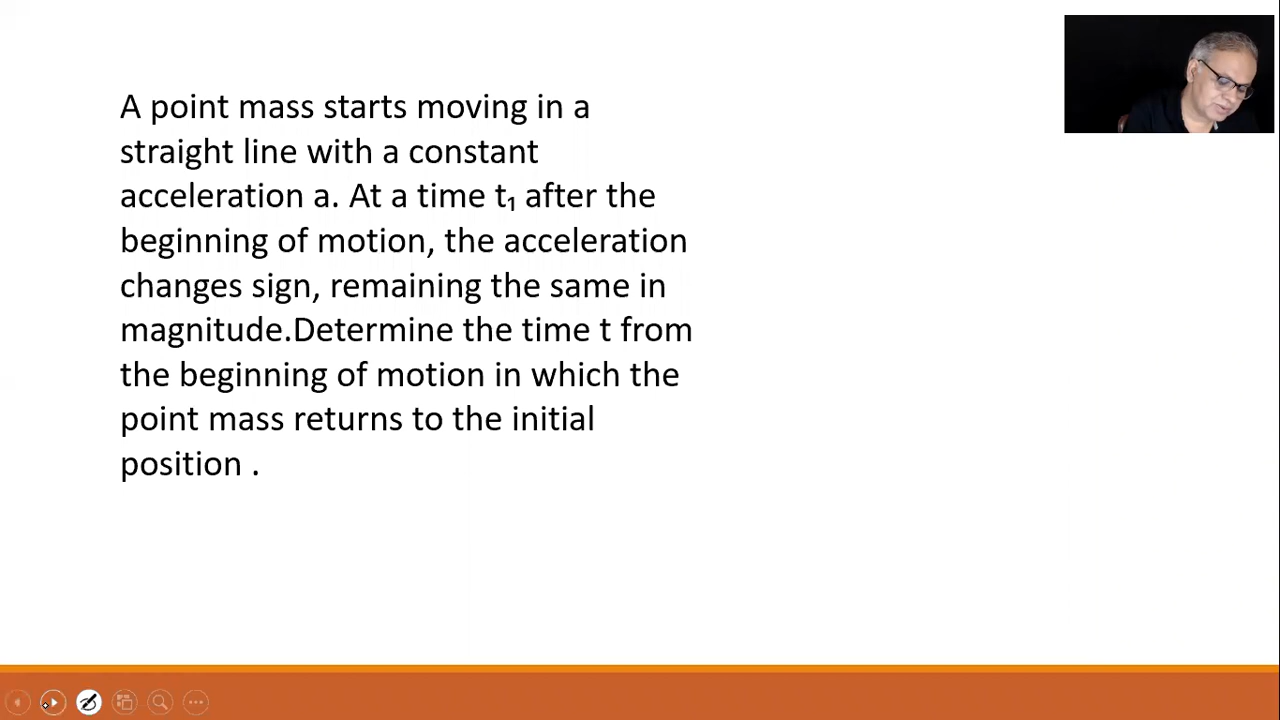 A point mass starts moving in a
straight line with a constant
acceleration a. At a time t₁ after the
beginning of motion, the acceleration
changes sign, remaining the same in
magnitude.Determine the time t from
the beginning of motion in which the
point mass returns to the initial
position .